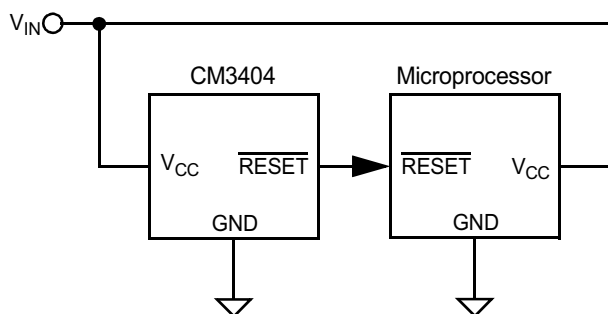 VIN
CM3404
Microprocessor
VCC
RESET
RESET
VCC
GND
GND